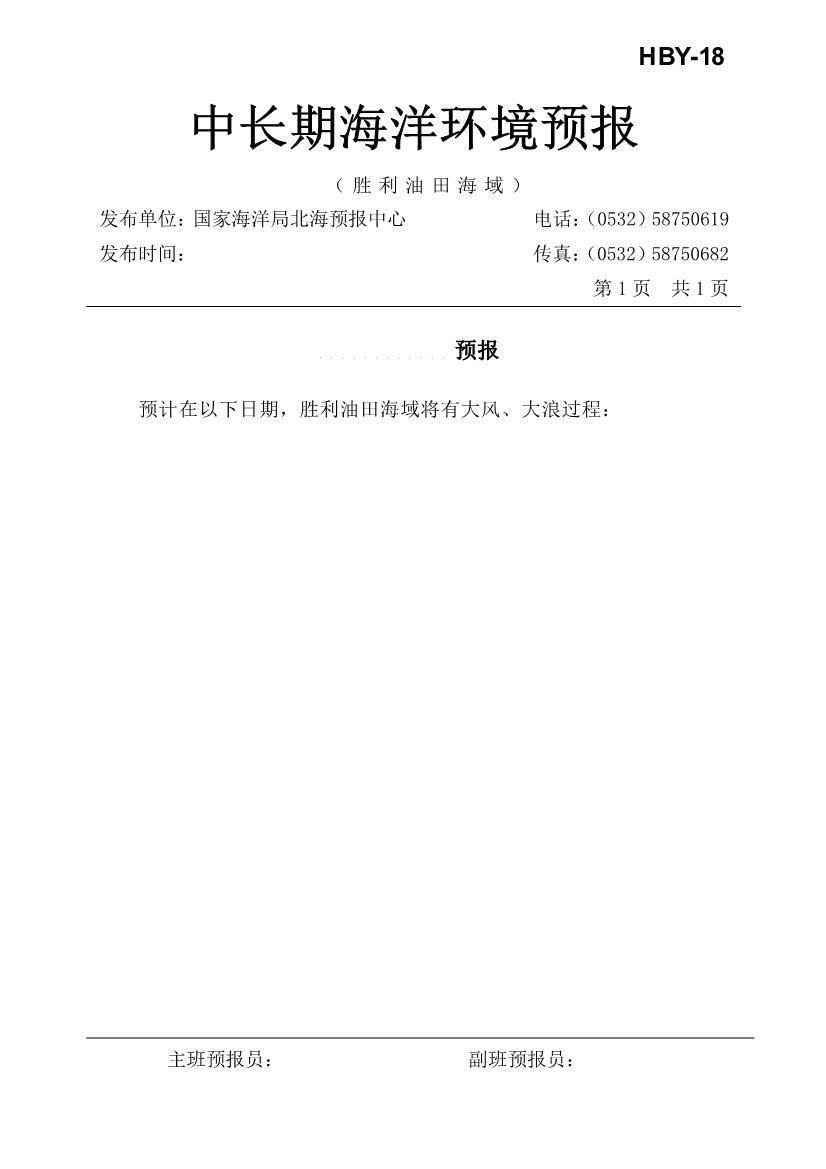 HBY-18
中长期海洋环境预报
（胜利油田海域）
发布单位：国家海洋局北海预报中心 电话：（0532）58750619
发布时间： 传真：（0532）58750682
第1页 共1页
预报
预计在以下日期，胜利油田海域将有大风、大浪过程：
主班预报员： 副班预报员：